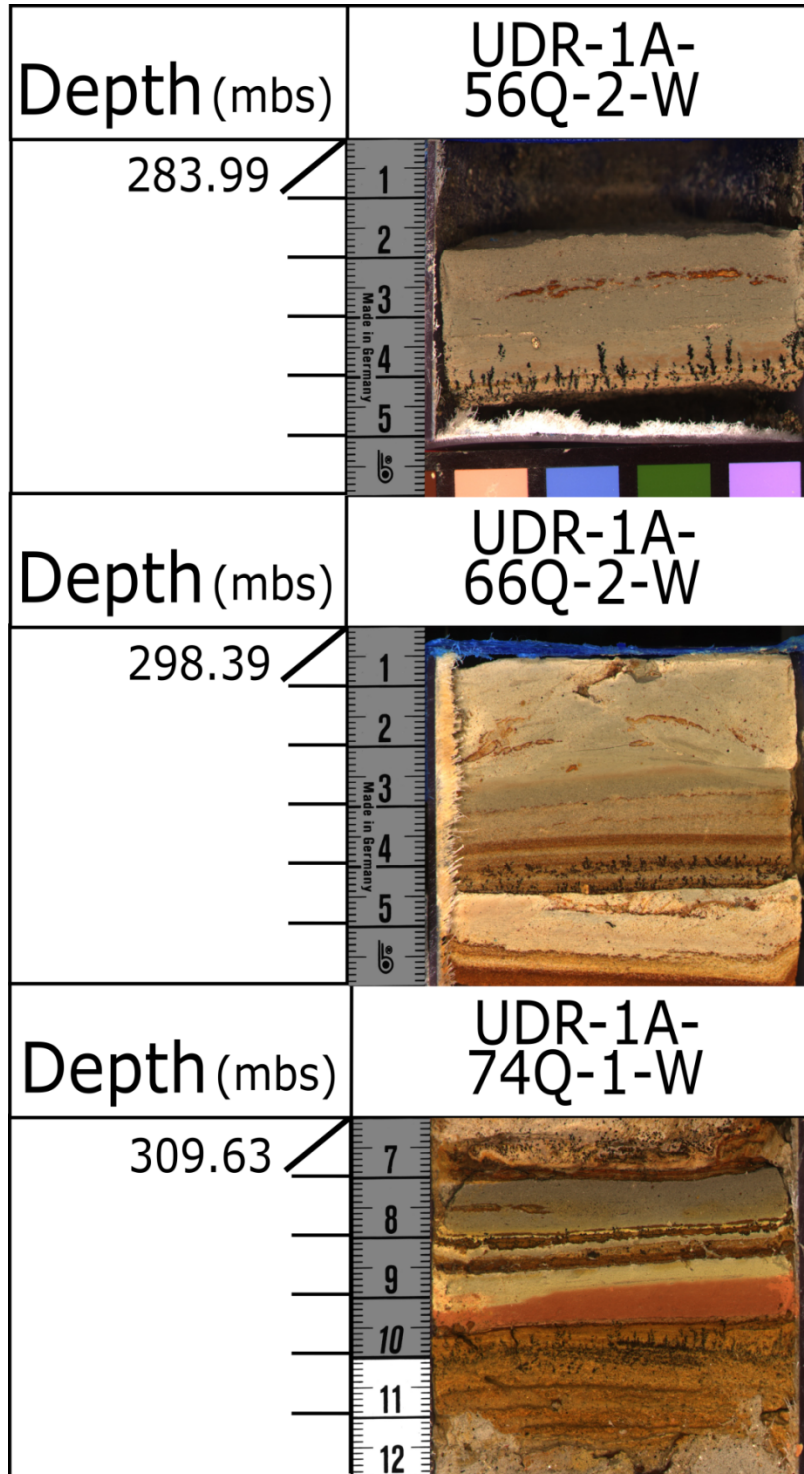 Depth (mbs)
UDR-1A-
56Q-2-W
283.99
1
2
3
4
5
6
Made in Germany
Depth (mbs)
UDR-1A-
66Q-2-W
298.39
1
2
3
4
5
6
Made in Germany
Depth (mbs)
UDR-1A-
74Q-1-W
309.63
7
8
9
10
11
12